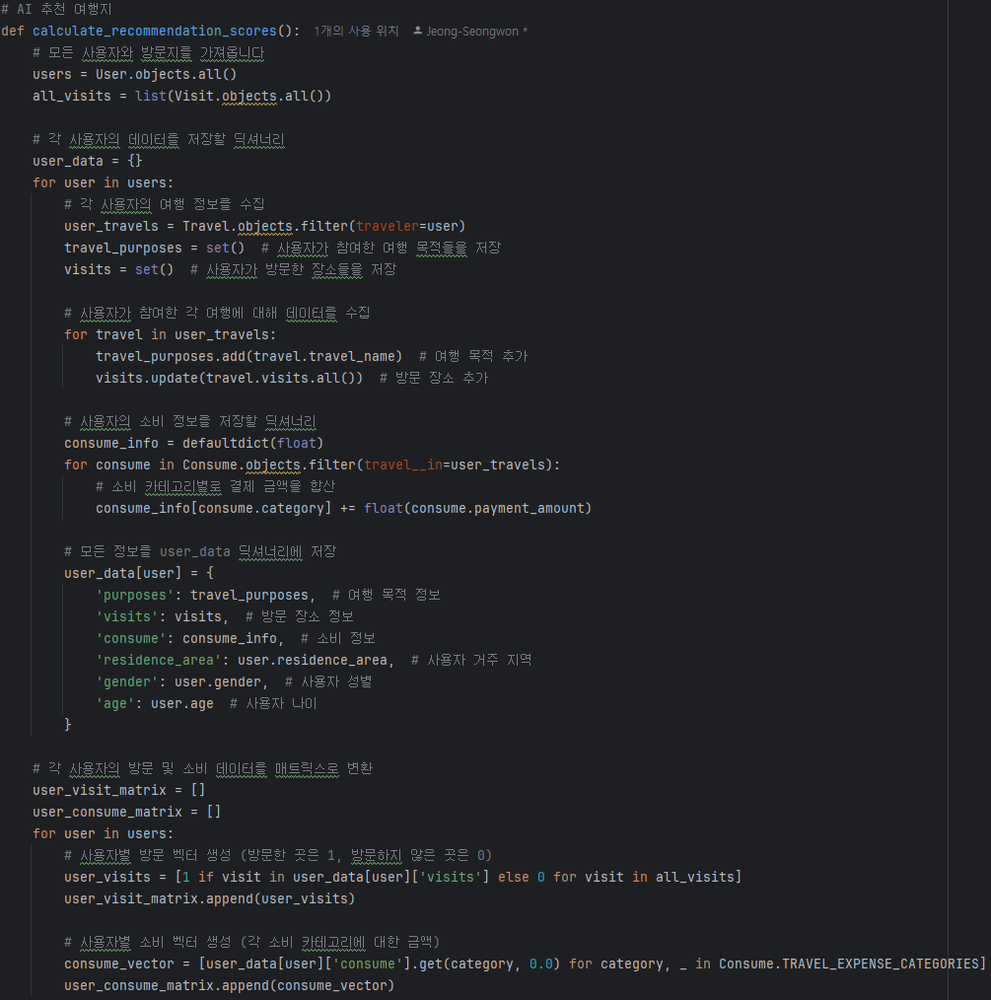 # AI 추천 여행지
def calculate_recommendation_scores(): 1개의 사용 위치 Jeong-Seongwon *
# 모든 사용자와 방문지를 가져옵니다
users = User.objects.all()
all_visits = list(Visit.objects.all())
# 각 사용자의 데이터를 저장할 딕셔너리
user_data = {}
for user in users:
# 각 사용자의 여행 정보를 수집
user_travels = Travel.objects.filter(traveler=user)
travel_purposes = set()  # 사용자가 참여한 여행 목적들을 저장
visits = set()  # 사용자가 방문한 장소들을 저장
# 사용자가 참여한 각 여행에 대해 데이터를 수집
for travel in user_travels:
travel_purposes.add(travel.travel_name)  # 여행 목적 추가
visits.update(travel.visits.all())  # 방문 장소 추가
# 사용자의 소비 정보를 저장할 딕셔너리
consume_info = defaultdict(float)
for consume in Consume.objects.filter(travel__in=user_travels):
# 소비 카테고리별로 결제 금액을 합산
consume_info[consume.category] += float(consume.payment_amount)
# 모든 정보를 user_data 딕셔너리에 저장
user_data[user] = {
'purposes': travel_purposes,  # 여행 목적 정보
'visits': visits,  # 방문 장소 정보
'consume': consume_info,  # 소비 정보
'residence_area': user.residence_area,  # 사용자 거주 지역
'gender': user.gender,  # 사용자 성별
'age': user.age  # 사용자 나이
}
# 각 사용자의 방문 및 소비 데이터를 매트릭스로 변환
user_visit_matrix = []
user_consume_matrix = []
for user in users:
# 사용자별 방문 벡터 생성 (방문한 곳은 1, 방문하지 않은 곳은 0)
user_visits = [1 if visit in user_data[user]['visits'] else 0 for visit in all_visits]
user_visit_matrix.append(user_visits)
# 사용자별 소비 벡터 생성 (각 소비 카테고리에 대한 금액)
consume_vector = [user_data[user]['consume'].get(category, 0.0) for category, _ in Consume.TRAVEL_EXPENSE_CATEGORIES]
user_consume_matrix.append(consume_vector)